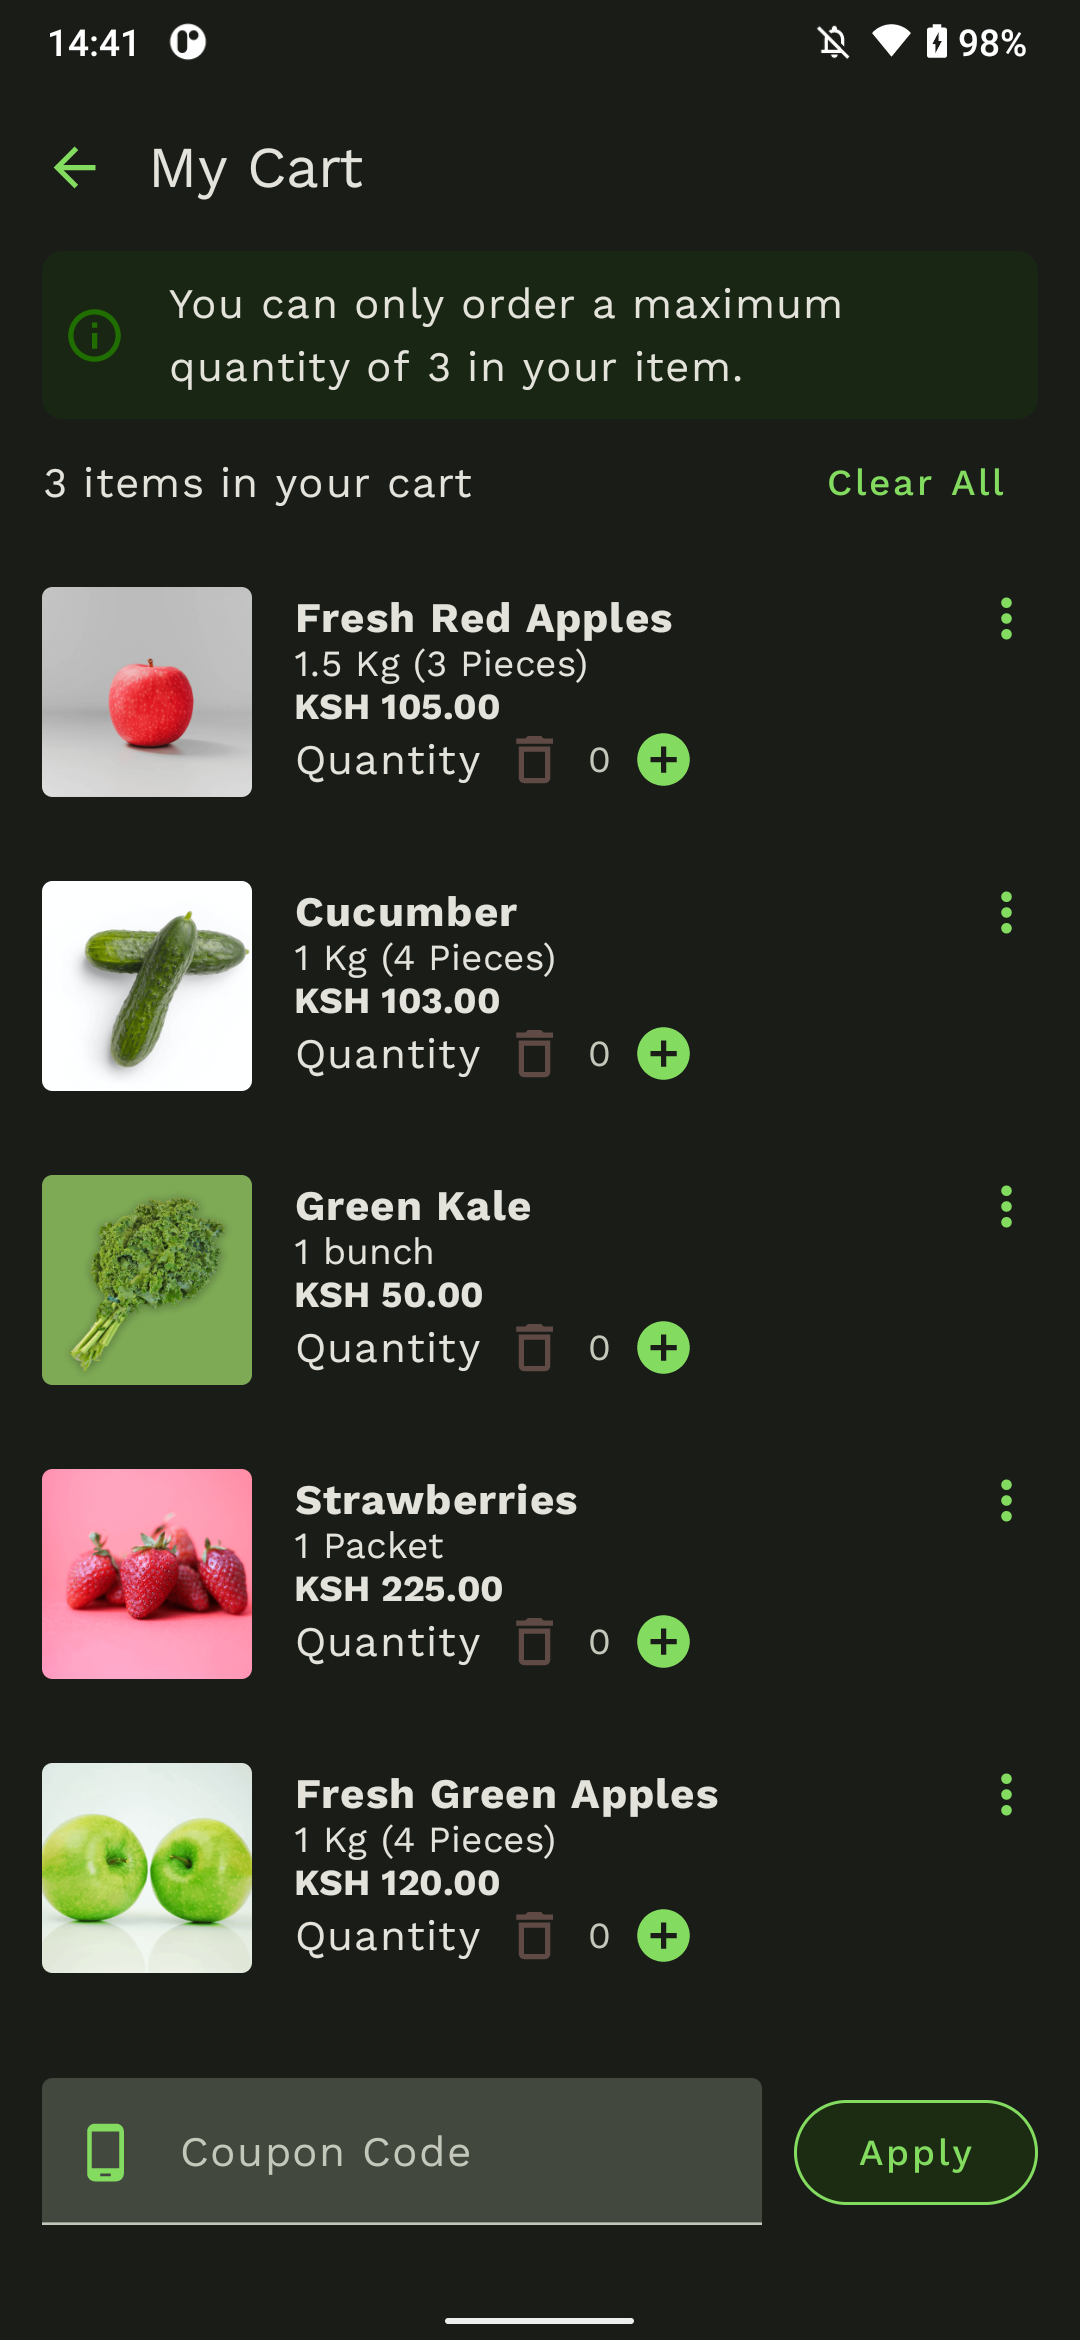 14:41
98%
My Cart
You can only order a maximum
quantity of 3 in your item.
3 items in your cart
Clear All
Fresh Red Apples
1.5 Kg (3 Pieces)
KSH 105.00
Quantity 0
Cucumber
1 Kg (4 Pieces)
KSH 103.00
Quantity 0
Green Kale
1 bunch
KSH 50.00
Quantity 0
Strawberries
1 Packet
KSH 225.00
Quantity 0
Fresh Green Apples
1 Kg (4 Pieces)
KSH 120.00
Quantity 0
Coupon Code
Apply